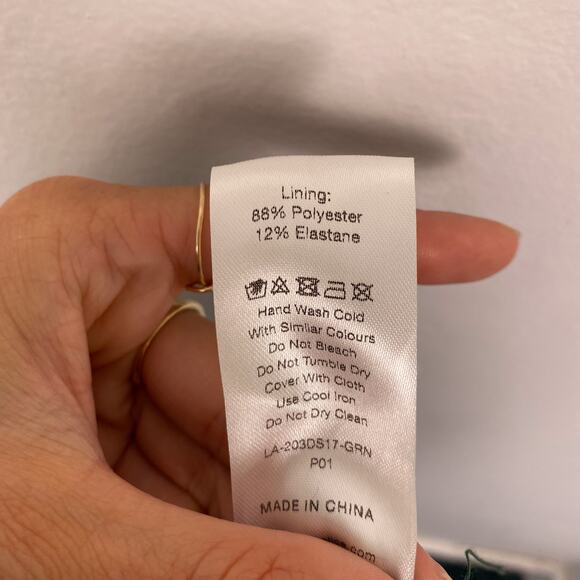 Lining:
88% Polyester
12% Elastane
Hand Wash Cold
With Similar Colours
Do Not Bleach
Do Not Tumble Dry
Cover With Cloth
Use Cool Iron
Do Not Dry Clean
LA-203DS17-GRN
P01
MADE IN CHINA